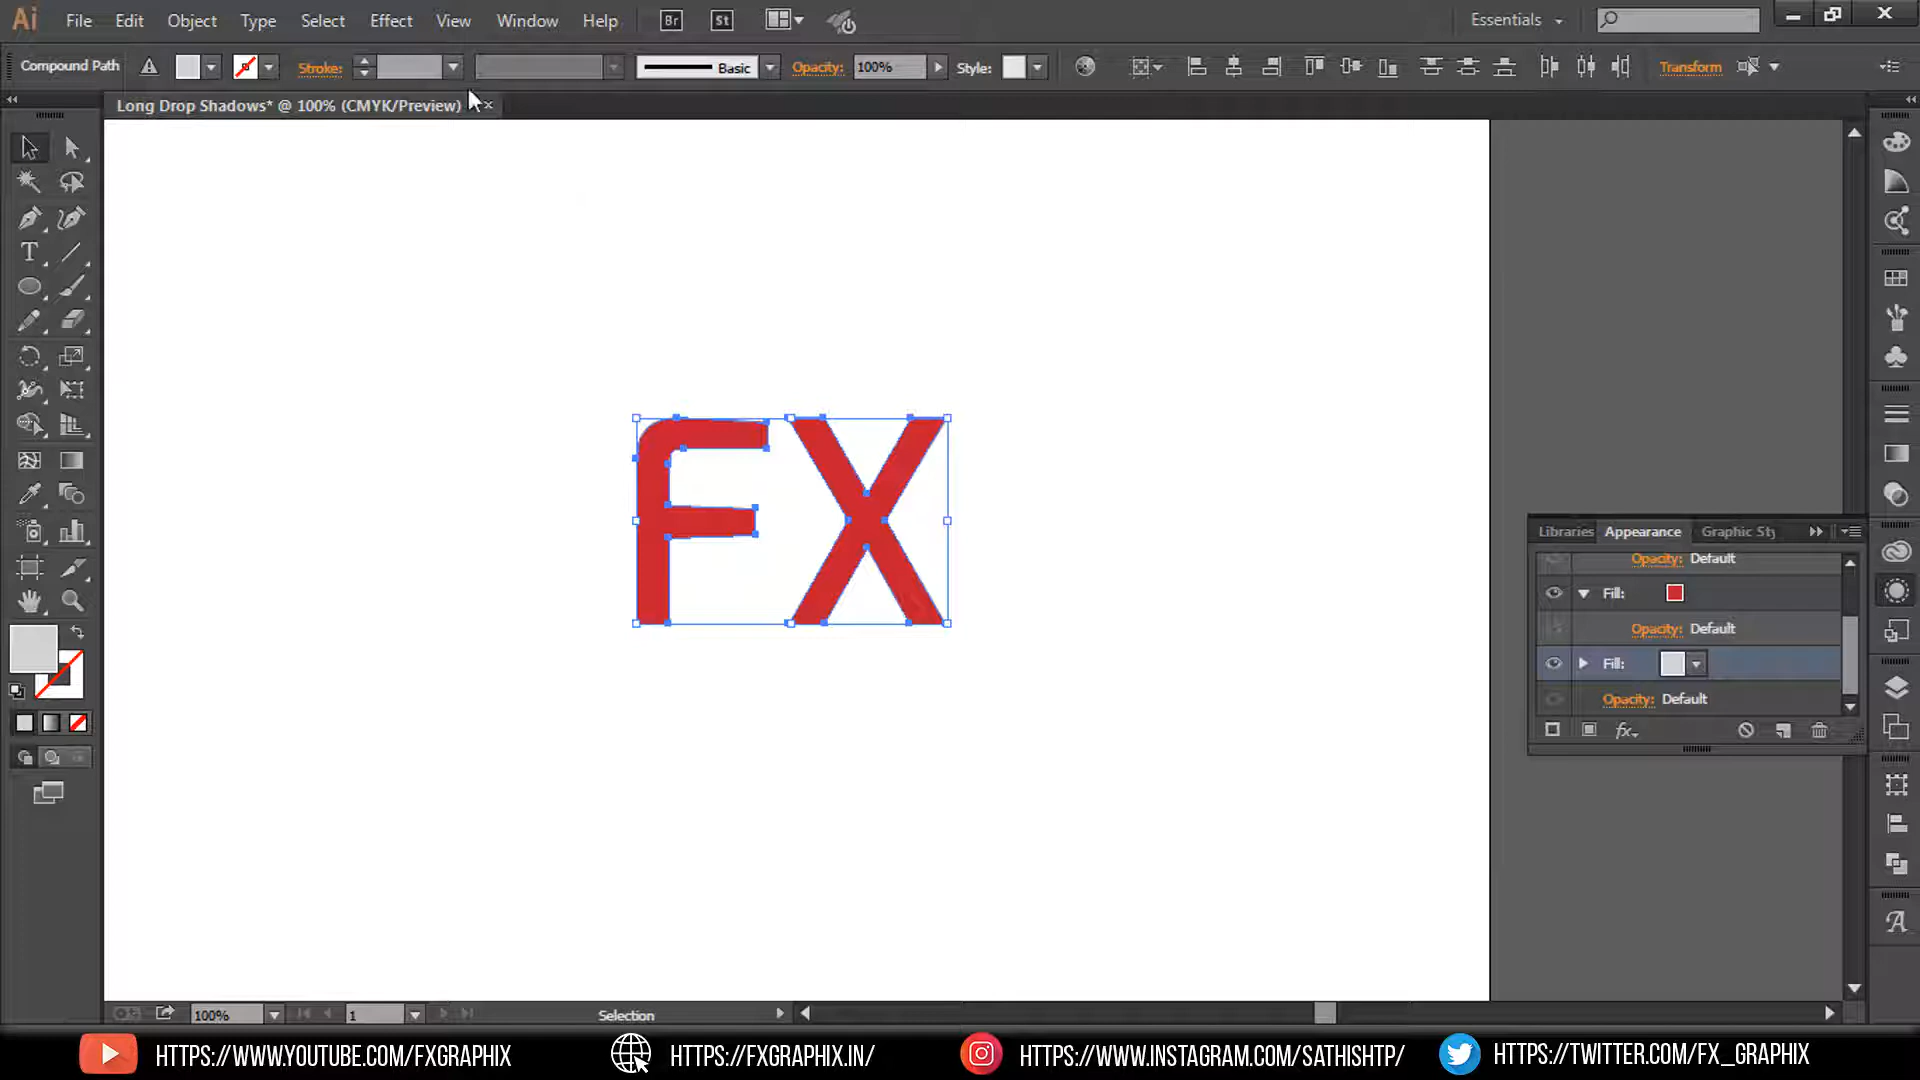 Ai File Edit Object Type Select Effect View Window Help Br St Essentials
Compound Path Stroke: Basic Opacity: 100% Style: Transform
Long Drop Shadows* @ 100% (CMYK/Preview)
FX
Libraries Appearance Graphic Sty
Opacity: Default
Fill:
Opacity: Default
Fill:
Opacity: Default
fx
100% 1 Selection
HTTPS://WWW.YOUTUBE.COM/FXGRAPHIX HTTPS://FXGRAPHIX.IN/ HTTPS://WWW.INSTAGRAM.COM/SATHISHTP/ HTTPS://TWITTER.COM/FX_GRAPHIX